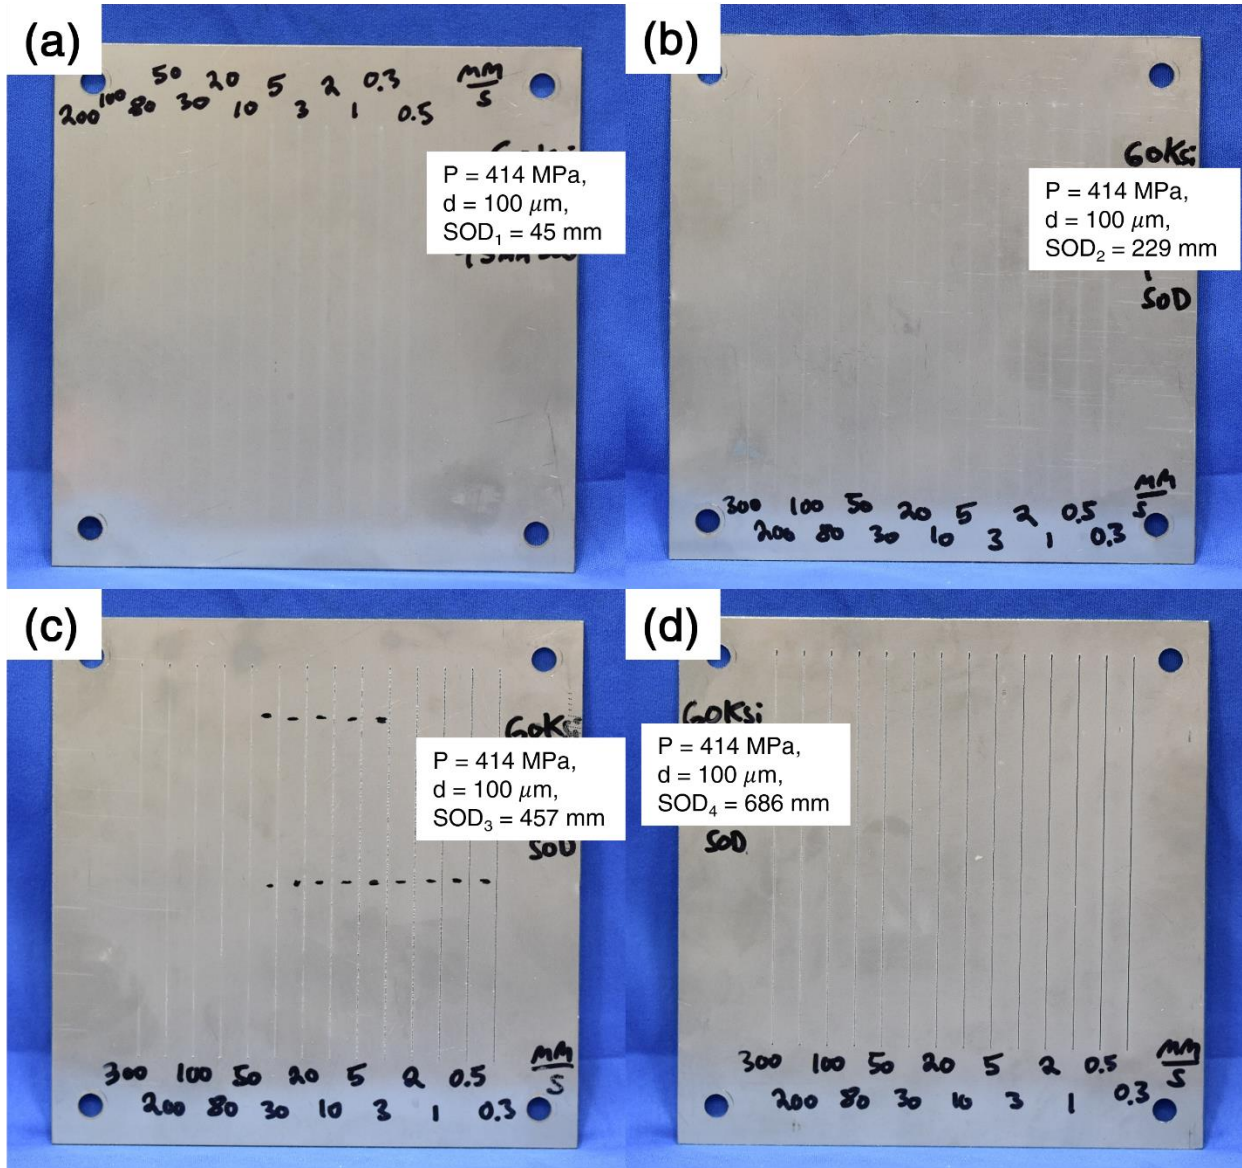 (a)
50 20 5 2 0.3 MM
200 100 80 30 10 3 1 0.5 S
P = 414 MPa,
d = 100 μm,
SOD₁ = 45 mm
(b)
60Ksi
P = 414 MPa,
d = 100 μm,
SOD₂ = 229 mm
SOD
300 100 50 20 5 2 0.5 MM
200 80 30 10 3 1 0.3 S
(c)
60Ksi
P = 414 MPa,
d = 100 μm,
SOD₃ = 457 mm
SOD
300 100 50 20 5 2 0.5 MM
200 80 30 10 3 1 0.3 S
(d)
60Ksi
P = 414 MPa,
d = 100 μm,
SOD₄ = 686 mm
SOD
300 100 50 20 5 2 0.5 MM
200 80 30 10 3 1 0.3 S